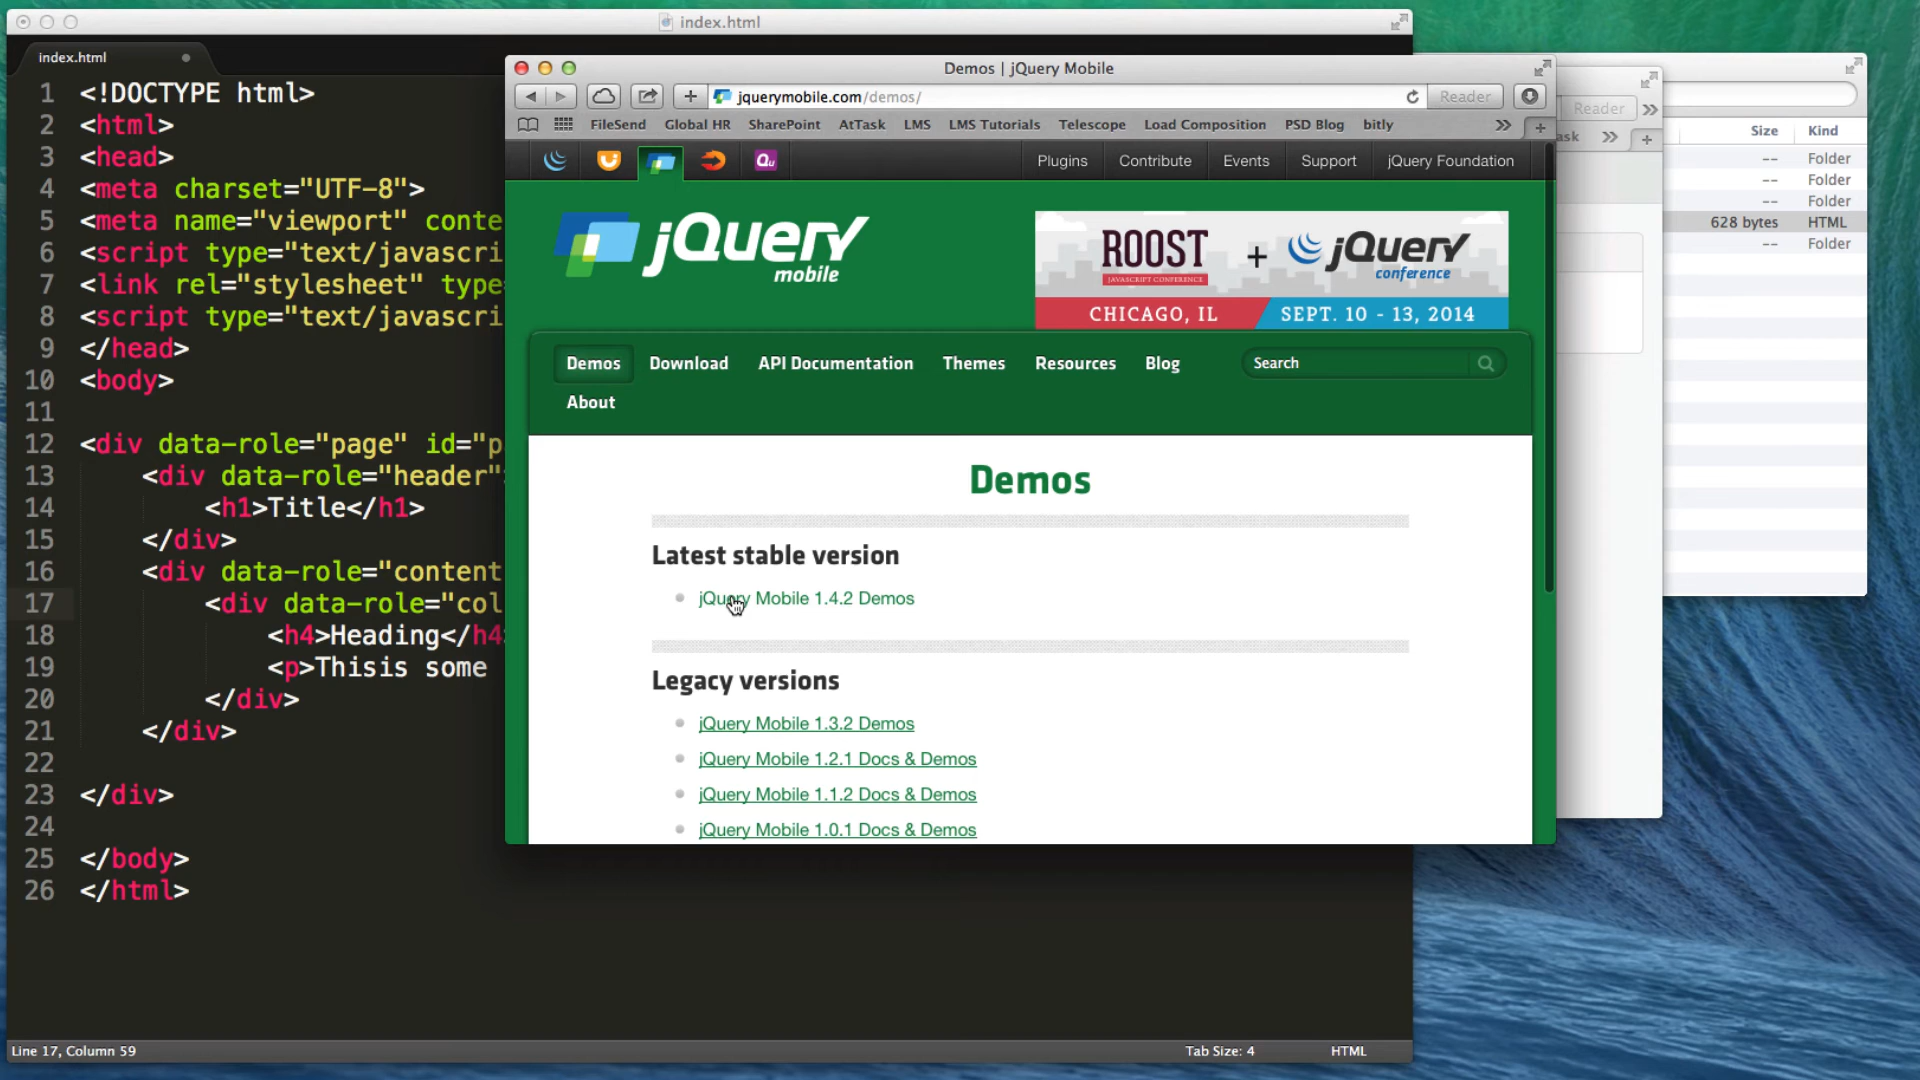 index.html
index.html
1 <!DOCTYPE html>
2 <html>
3 <head>
4 <meta charset="UTF-8">
5 <meta name="viewport" conte
6 <script type="text/javascri
7 <link rel="stylesheet" type
8 <script type="text/javascri
9 </head>
10 <body>
11
12 <div data-role="page" id="p
13 <div data-role="header"
14 <h1>Title</h1>
15 </div>
16 <div data-role="content
17 <div data-role="col
18 <h4>Heading</h4
19 <p>Thisis some
20 </div>
21 </div>
22
23 </div>
24
25 </body>
26 </html>
Line 17, Column 59
Tab Size: 4
HTML
Demos | jQuery Mobile
jquerymobile.com/demos/
Reader
FileSend Global HR SharePoint AtTask LMS LMS Tutorials Telescope Load Composition PSD Blog bitly
Qu
Plugins Contribute Events Support jQuery Foundation
jQuery
mobile
ROOST + jQuery
JAVASCRIPT CONFERENCE
conference
CHICAGO, IL SEPT. 10 - 13, 2014
Demos Download API Documentation Themes Resources Blog
Search
About
Demos
Latest stable version
jQuery Mobile 1.4.2 Demos
Legacy versions
jQuery Mobile 1.3.2 Demos
jQuery Mobile 1.2.1 Docs & Demos
jQuery Mobile 1.1.2 Docs & Demos
jQuery Mobile 1.0.1 Docs & Demos
Reader
ask
Size Kind
-- Folder
-- Folder
-- Folder
628 bytes HTML
-- Folder